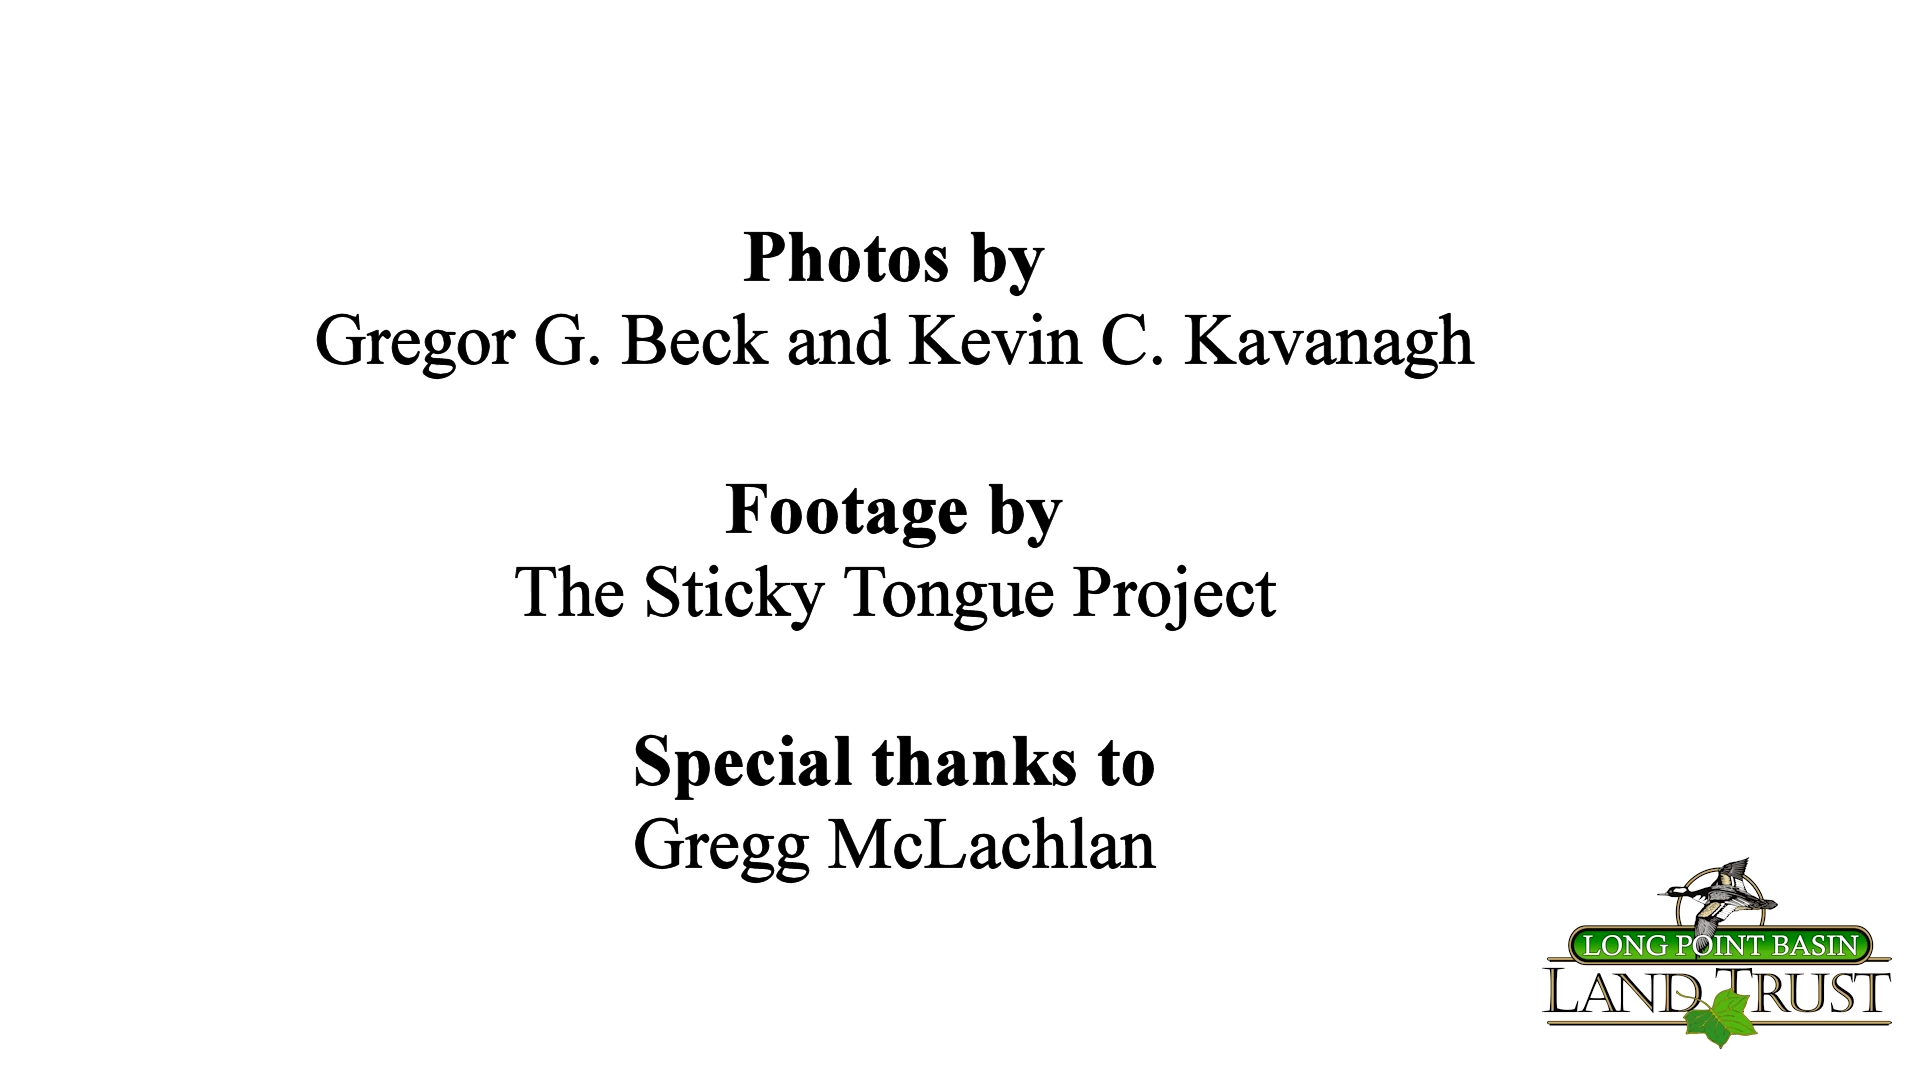 Photos by
Gregor G. Beck and Kevin C. Kavanagh
Footage by
The Sticky Tongue Project
Special thanks to
Gregg McLachlan
LONG POINT BASIN
LAND TRUST